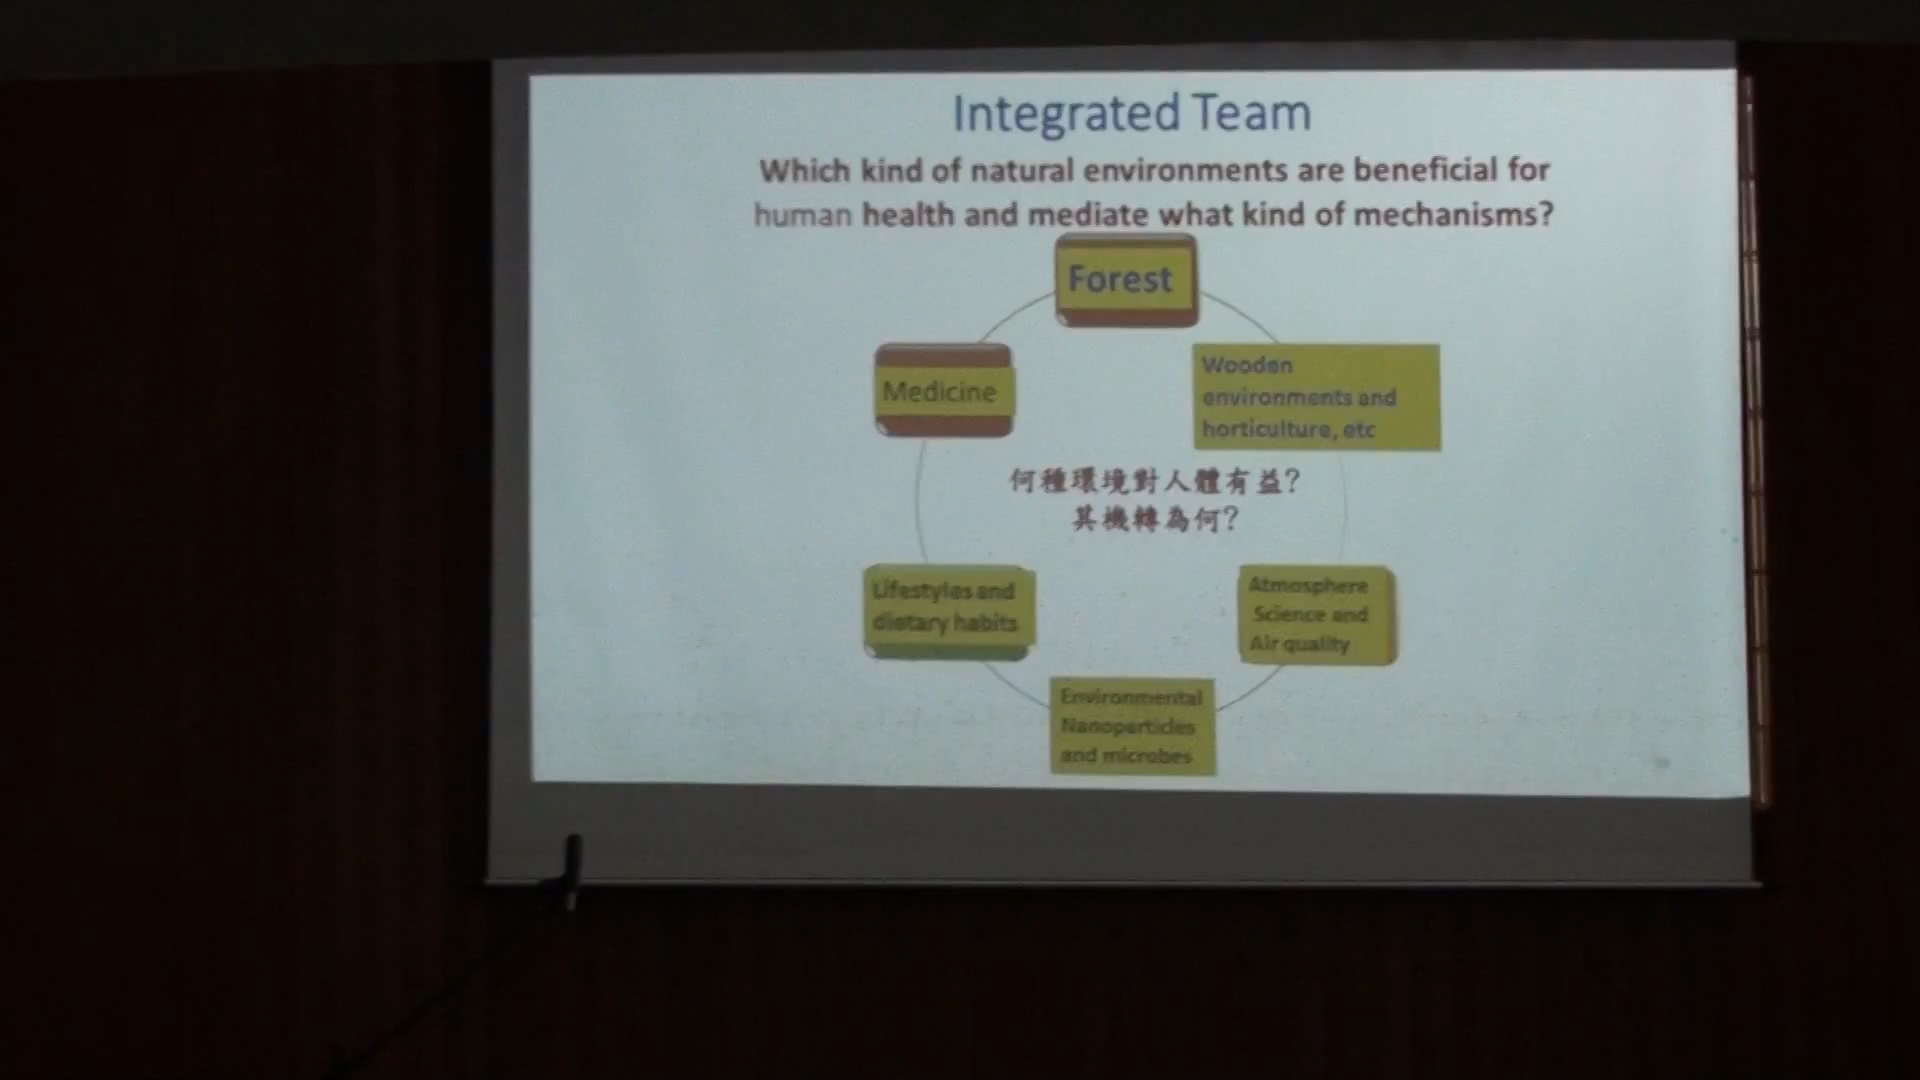 Integrated Team
Which kind of natural environments are beneficial for
human health and mediate what kind of mechanisms?
Forest
Medicine
Wooden
environments and
horticulture, etc
何種環境對人體有益?
其機轉為何?
Lifestyles and
dietary habits
Atmosphere
Science and
Air quality
Environmental
Nanoparticles
and microbes